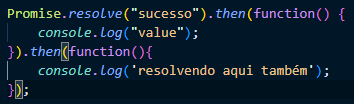 Promise.resolve("sucesso").then(function() {
    console.log("value");
}).then(function(){
    console.log('resolvendo aqui também');
});